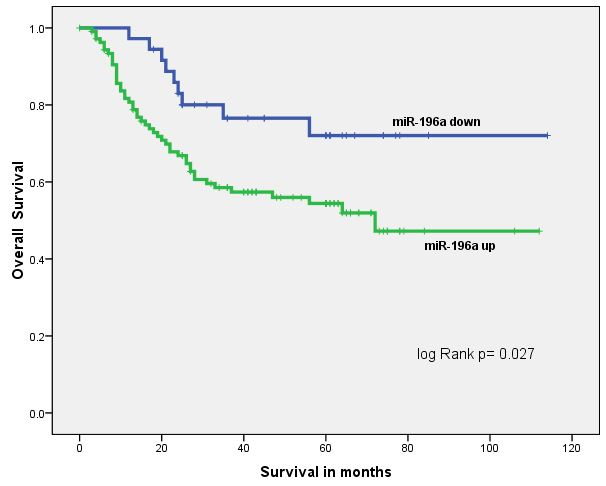 1.0
0.8
miR-196a down
0.6
Overall Survival
miR-196a up
0.4
0.2
log Rank p= 0.027
0.0
0 20 40 60 80 100 120
Survival in months